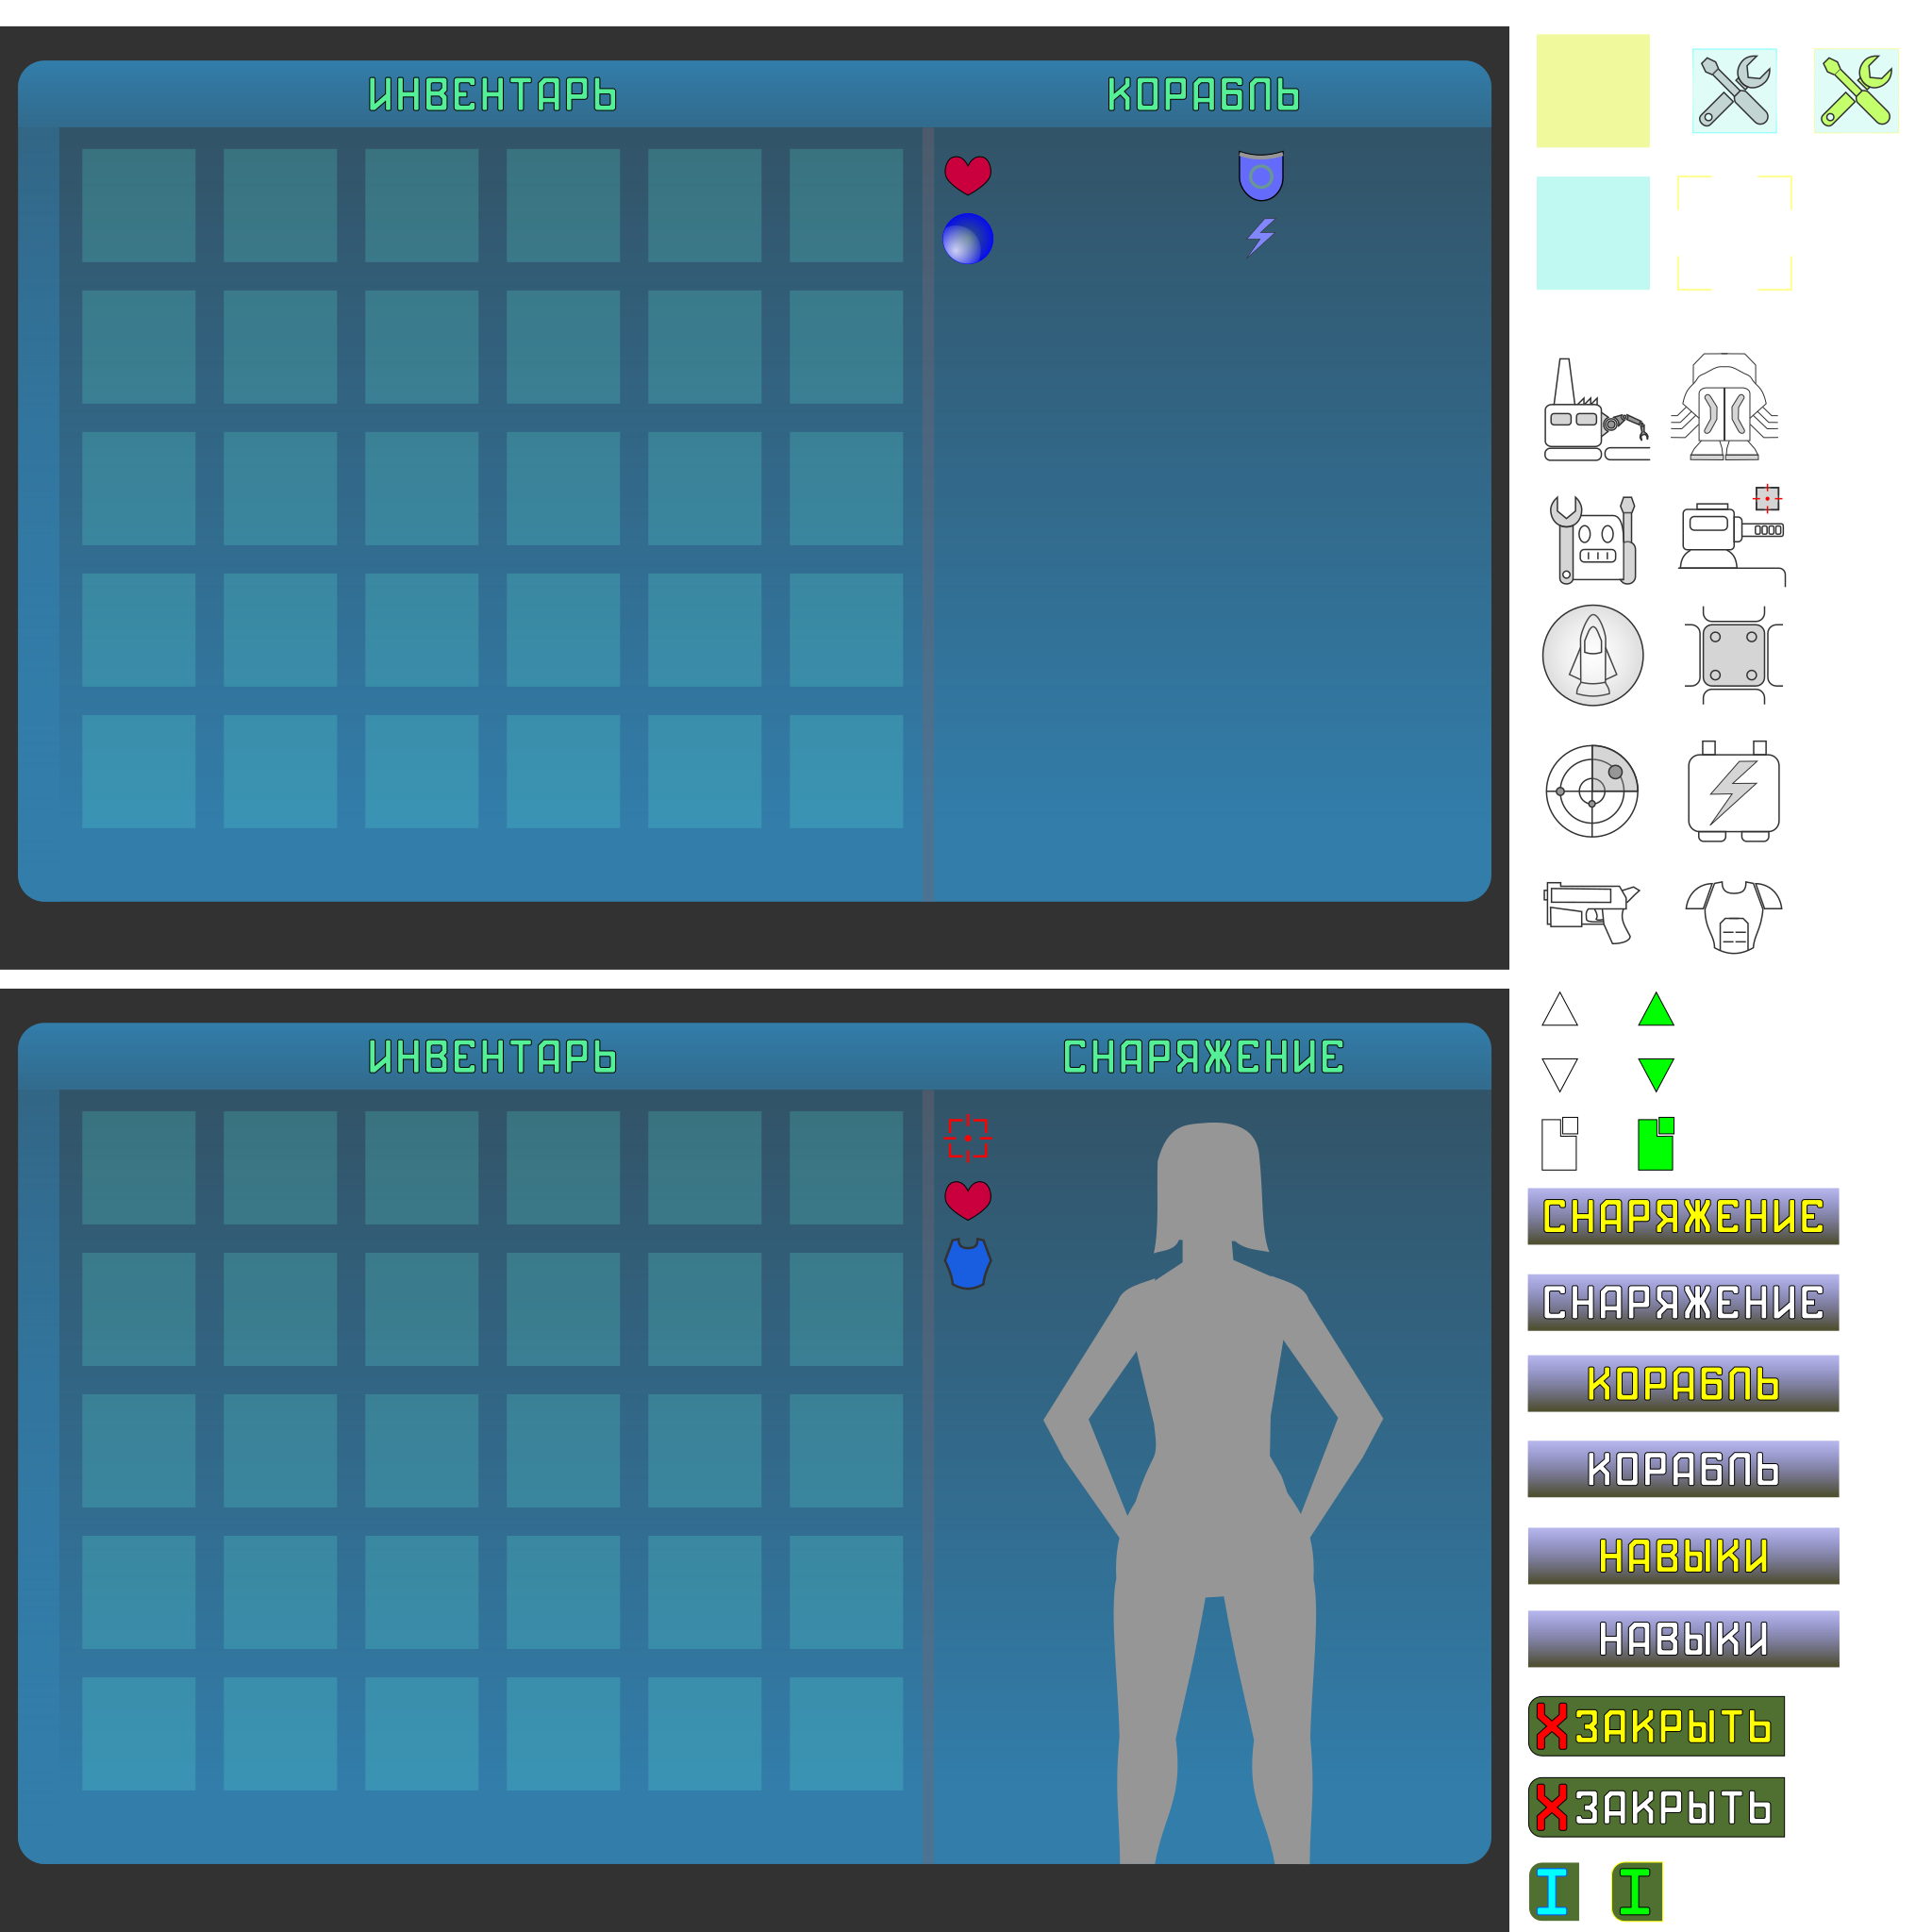 ИНВЕНТАРЬ
КОРАБЛЬ
ИНВЕНТАРЬ
СНАРЯЖЕНИЕ
СНАРЯЖЕНИЕ
СНАРЯЖЕНИЕ
КОРАБЛЬ
КОРАБЛЬ
НАВЫКИ
НАВЫКИ
X ЗАКРЫТЬ
X ЗАКРЫТЬ
I
I